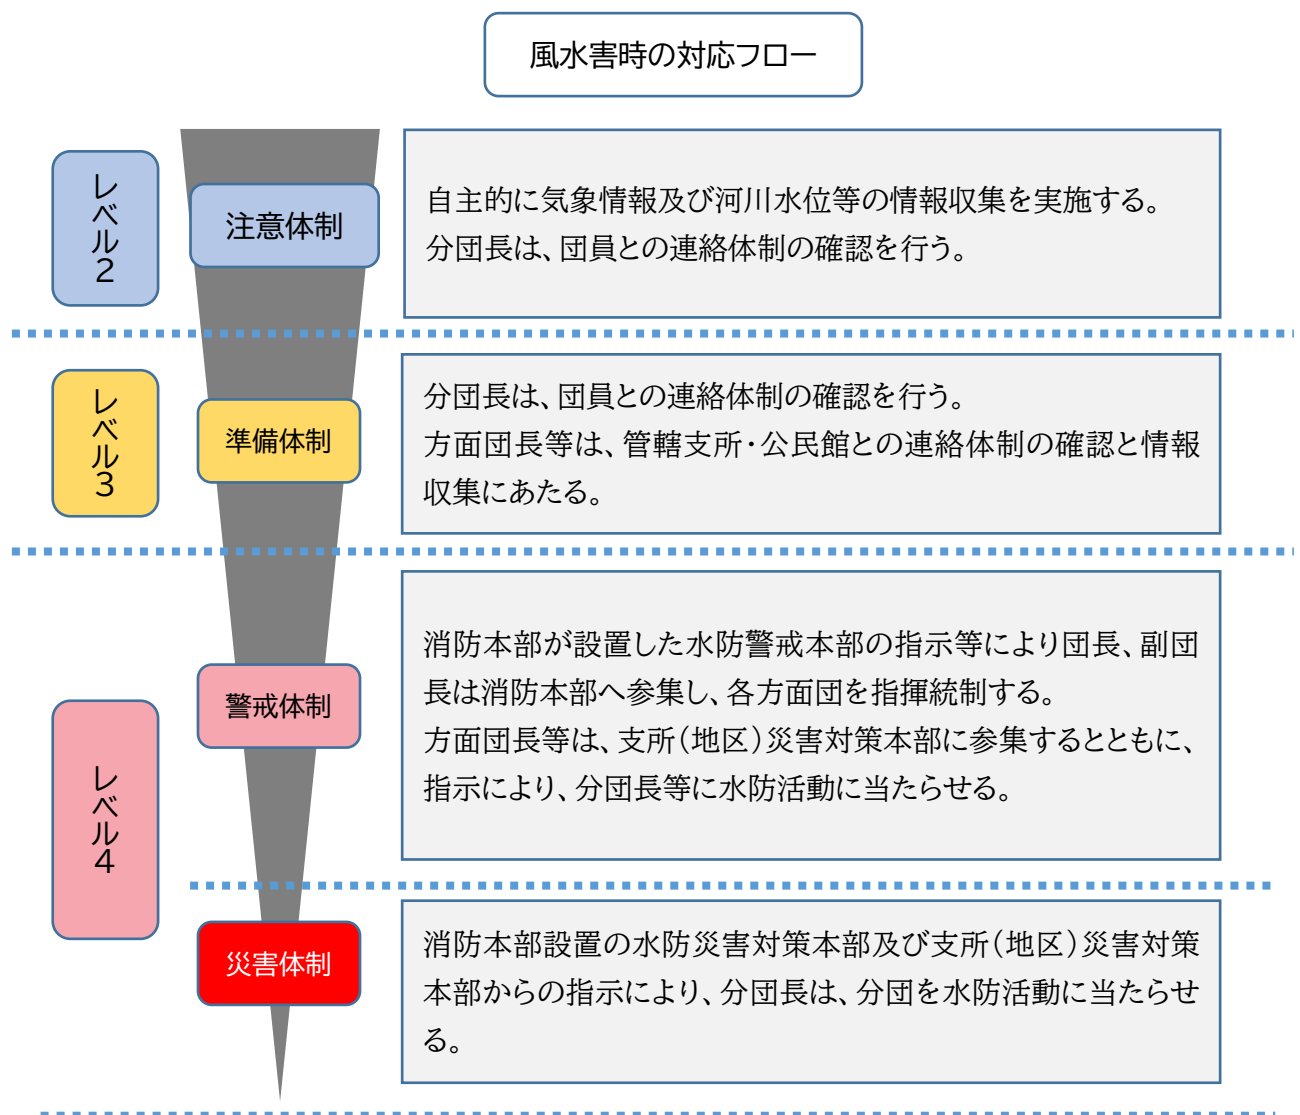 風水害時の対応フロー
レベル2
注意体制
自主的に気象情報及び河川水位等の情報収集を実施する。
分団長は、団員との連絡体制の確認を行う。
レベル3
準備体制
分団長は、団員との連絡体制の確認を行う。
方面団長等は、管轄支所・公民館との連絡体制の確認と情報
収集にあたる。
レベル4
警戒体制
消防本部が設置した水防警戒本部の指示等により団長、副団
長は消防本部へ参集し、各方面団を指揮統制する。
方面団長等は、支所（地区）災害対策本部に参集するとともに、
指示により、分団長等に水防活動に当たらせる。
災害体制
消防本部設置の水防災害対策本部及び支所（地区）災害対策
本部からの指示により、分団長は、分団を水防活動に当たらせ
る。